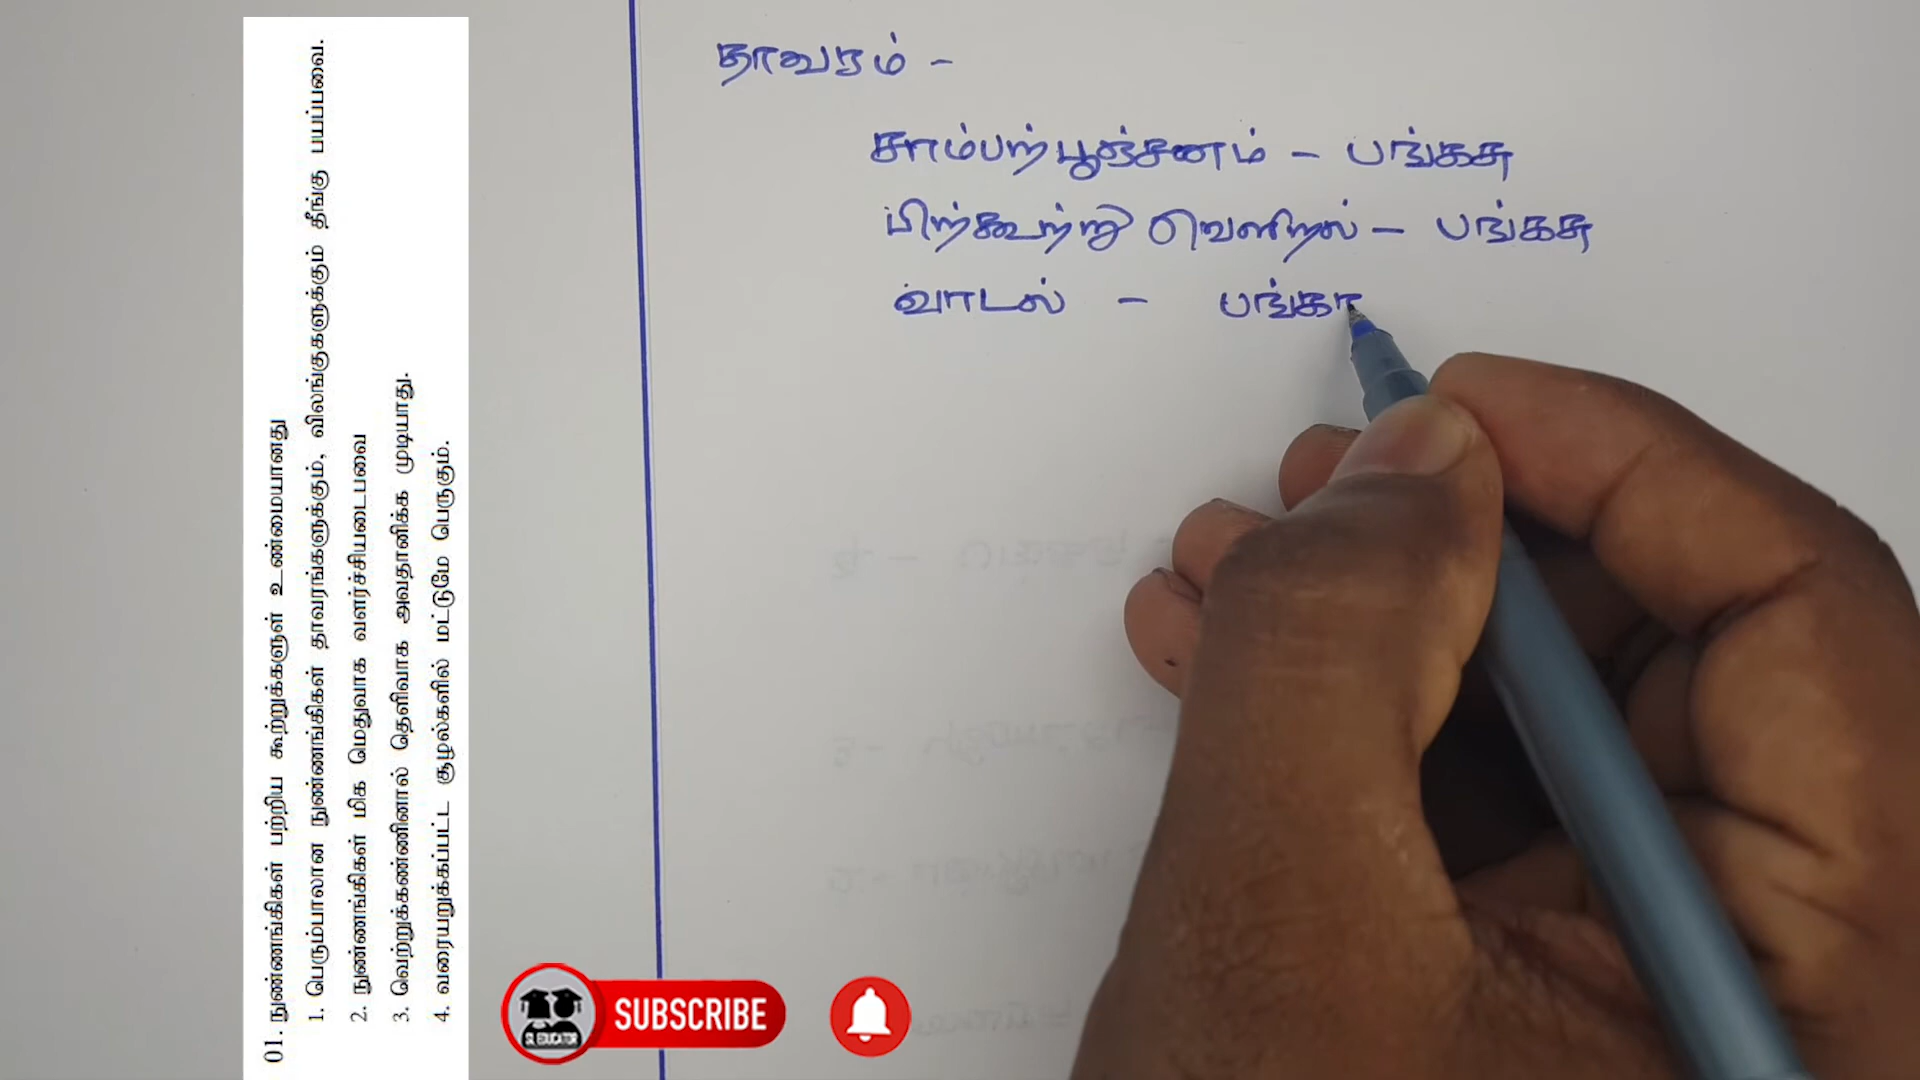 01. நுண்ணங்கிகள் பற்றிய கூற்றுக்களுள் உண்மையானது
1. பெரும்பாலான நுண்ணங்கிகள் தாவரங்களுக்கும், விலங்குகளுக்கும் தீங்கு பயப்பவை.
2. நுண்ணங்கிகள் மிக மெதுவாக வளர்ச்சியடைபவை
3. வெற்றுக்கண்ணினால் தெளிவாக அவதானிக்க முடியாது.
4. வரையறுக்கப்பட்ட சூழல்களில் மட்டுமே பெருகும்.
தாவரம் -
சாம்பற்பூஞ்சணம் - பங்கசு
பிற்கூற்று வெளிறல் - பங்கசு
வாடல் - பங்க
SL EDUCATOR
SUBSCRIBE